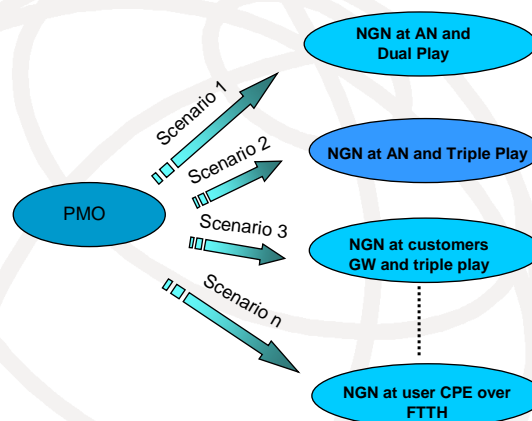 NGN at AN and
Dual Play
Scenario 1
Scenario 2
NGN at AN and Triple Play
PMO
Scenario 3
NGN at customers
GW and triple play
Scenario n
NGN at user CPE over
FTTH